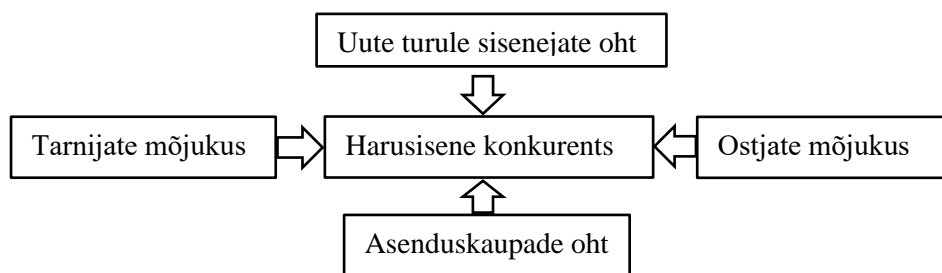 Uute turule sisenejate oht
Tarnijate mõjukus
Harusisene konkurents
Ostjate mõjukus
Asenduskaupade oht